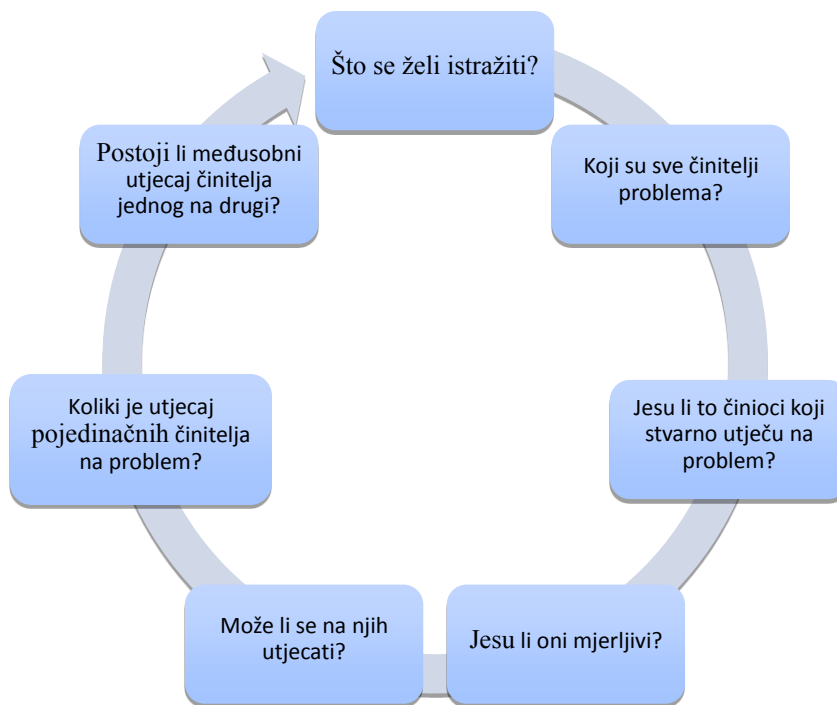 Što se želi istražiti?
Koji su sve činitelji
problema?
Jesu li to činioci koji
stvarno utječu na
problem?
Jesu li oni mjerljivi?
Može li se na njih
utjecati?
Koliki je utjecaj
pojedinačnih činitelja
na problem?
Postoji li međusobni
utjecaj činitelja
jednog na drugi?